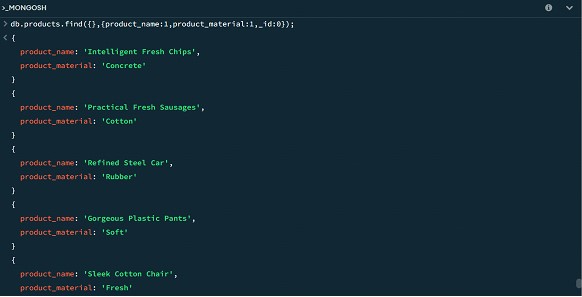 >_MONGOSH
> db.products.find({},{product_name:1,product_material:1,_id:0});
< {
product_name: 'Intelligent Fresh Chips',
product_material: 'Concrete'
}
{
product_name: 'Practical Fresh Sausages',
product_material: 'Cotton'
}
{
product_name: 'Refined Steel Car',
product_material: 'Rubber'
}
{
product_name: 'Gorgeous Plastic Pants',
product_material: 'Soft'
}
{
product_name: 'Sleek Cotton Chair',
product_material: 'Fresh'